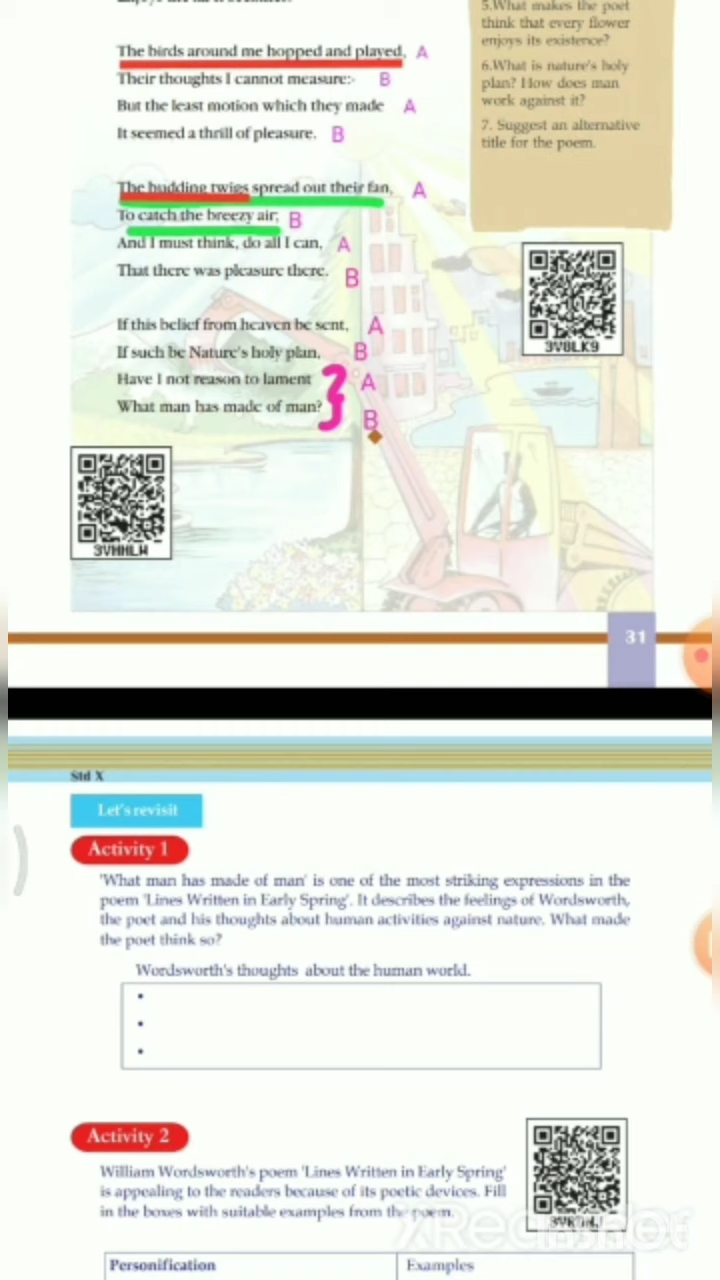 5.What makes the poet
think that every flower
enjoys its existence?
6.What is nature's holy
plan? How does man
work against it?
7. Suggest an alternative
title for the poem.
The birds around me hopped and played, A
Their thoughts I cannot measure:- B
But the least motion which they made A
It seemed a thrill of pleasure. B
The budding twigs spread out their fan, A
To catch the breezy air; B
And I must think, do all I can, A
That there was pleasure there. B
If this belief from heaven be sent, A
If such be Nature's holy plan, B
Have I not reason to lament A
What man has made of man? B
3V8LK9
3VHHLW
31
Std X
Let's revisit
Activity 1
'What man has made of man' is one of the most striking expressions in the
poem 'Lines Written in Early Spring'. It describes the feelings of Wordsworth,
the poet and his thoughts about human activities against nature. What made
the poet think so?
Wordsworth's thoughts about the human world.
Activity 2
William Wordsworth's poem 'Lines Written in Early Spring'
is appealing to the readers because of its poetic devices. Fill
in the boxes with suitable examples from the poem.
Personification
Examples